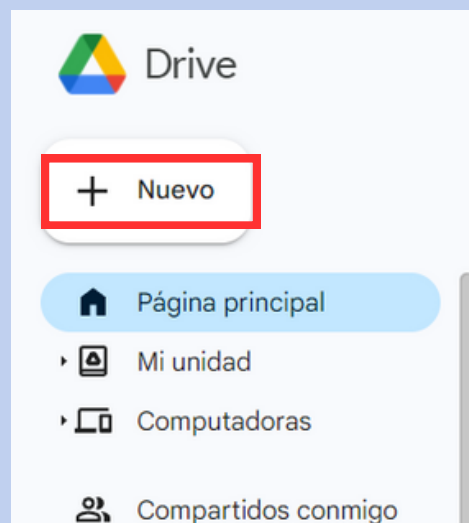 Drive
Nuevo
Página principal
Mi unidad
Computadoras
Compartidos conmigo